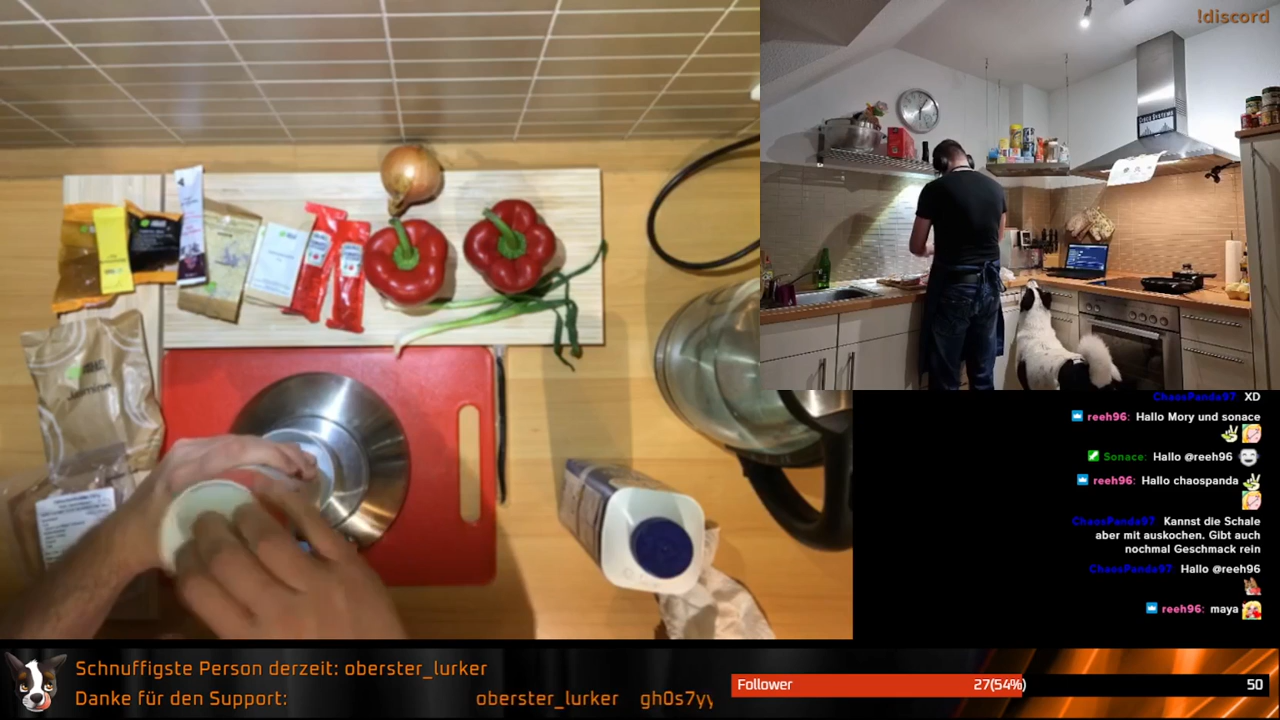 !discord
Jasmine
ChaosPanda97 XD
reeh96: Hallo Mory und sonace
Sonace: Hallo @reeh96
reeh96: Hallo chaospanda
ChaosPanda97 Kannst die Schale
aber mit auskochen. Gibt auch
nochmal Geschmack rein
ChaosPanda97 Hallo @reeh96
reeh96: maya
Schnuffigste Person derzeit: oberster_lurker
Danke für den Support: oberster_lurker gh0s7yy
Follower 27(54%) 50